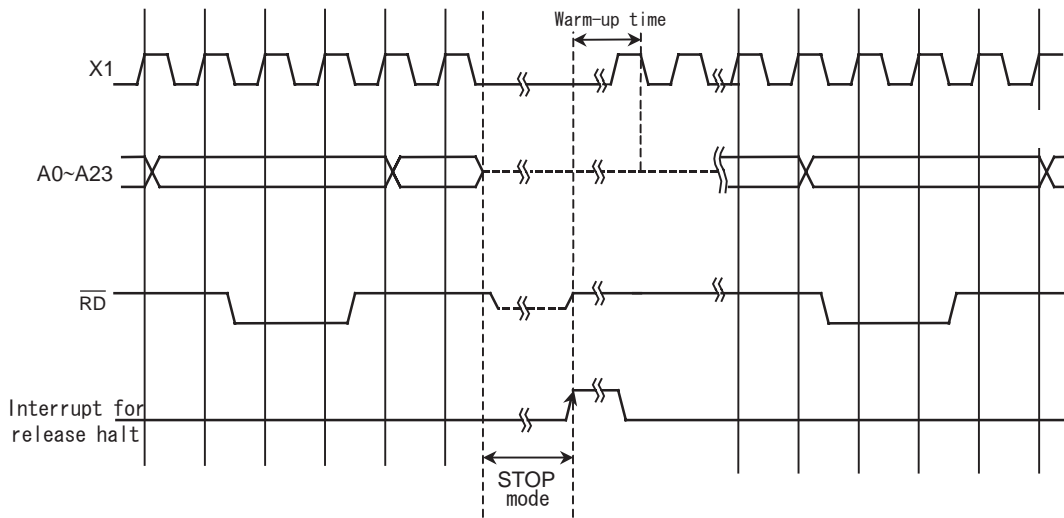 Warm-up time
X1
A0~A23
RD
Interrupt for
release halt
STOP
mode